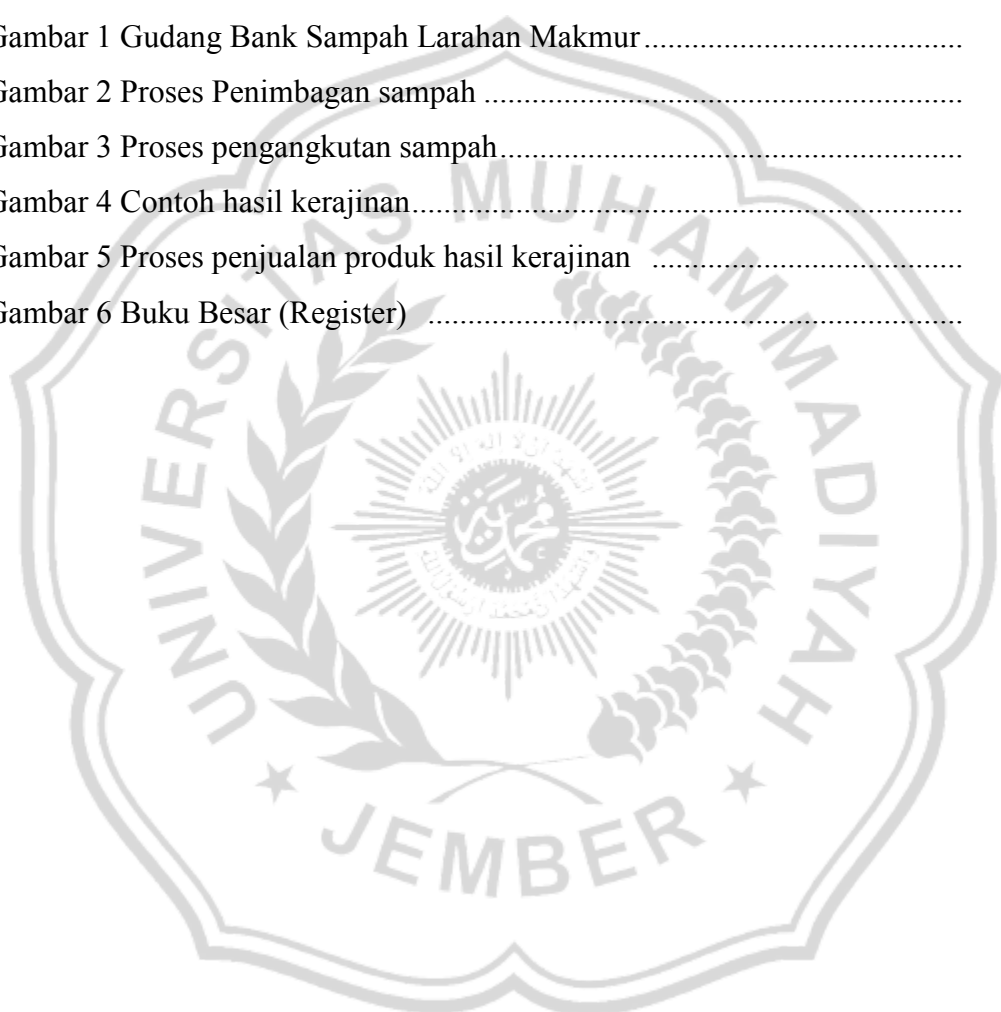 Gambar 1 Gudang Bank Sampah Larahan Makmur........................................
Gambar 2 Proses Penimbagan sampah ............................................................
Gambar 3 Proses pengangkutan sampah..........................................................
Gambar 4 Contoh hasil kerajinan.....................................................................
Gambar 5 Proses penjualan produk hasil kerajinan .......................................
Gambar 6 Buku Besar (Register) ...................................................................
UNIVERSITAS MUHAMMADIYAH
JEMBER